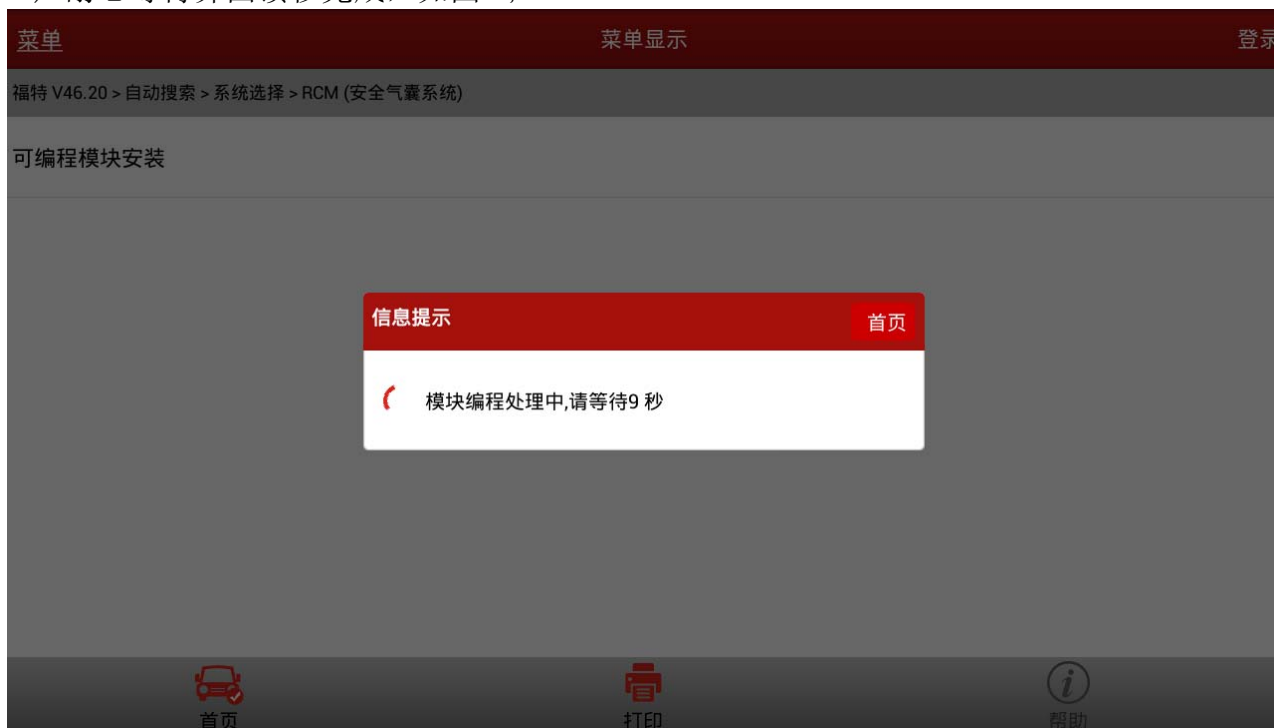 菜单
菜单显示
登录
福特 V46.20 > 自动搜索 > 系统选择 > RCM (安全气囊系统)
可编程模块安装
信息提示
首页
模块编程处理中,请等待9 秒
首页
打印
帮助